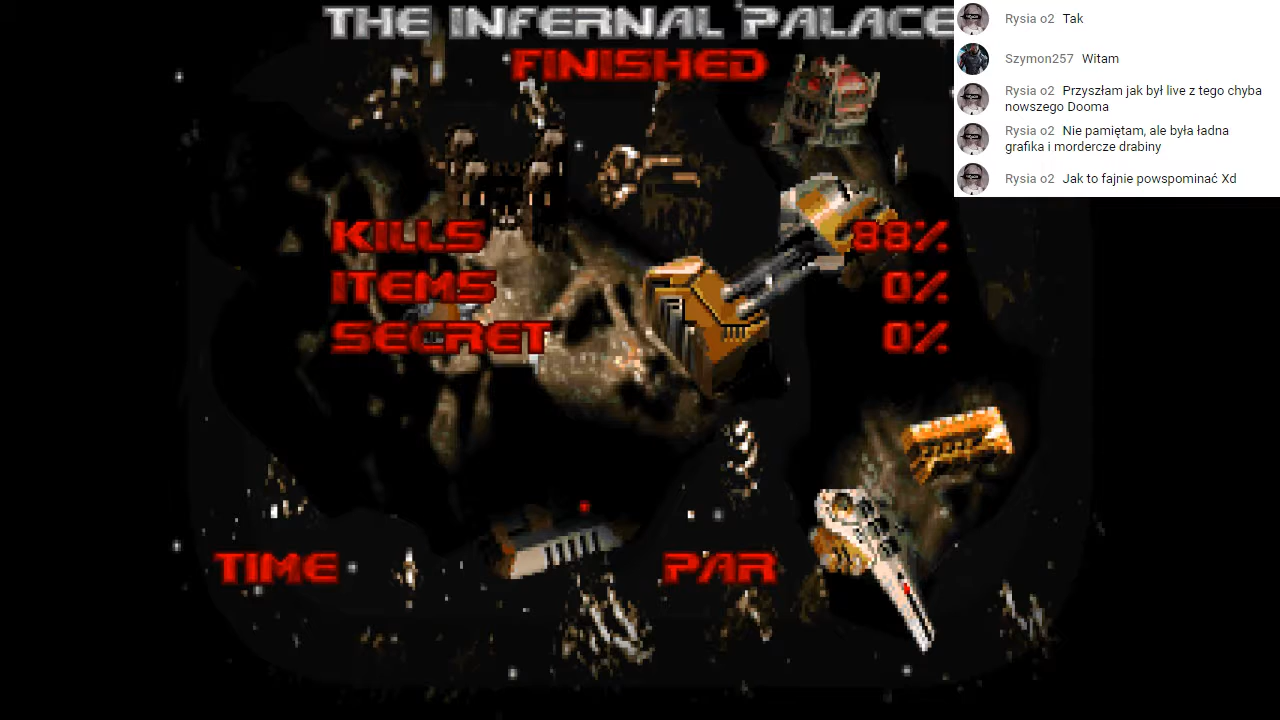 THE INFERNAL PALACE
FINISHED
KILLS 88%
ITEMS 0%
SECRET 0%
TIME
PAR
Rysia o2 Tak
Szymon257 Witam
Rysia o2 Przyszłam jak był live z tego chyba
nowszego Dooma
Rysia o2 Nie pamiętam, ale była ładna
grafika i mordercze drabiny
Rysia o2 Jak to fajnie powspominać Xd